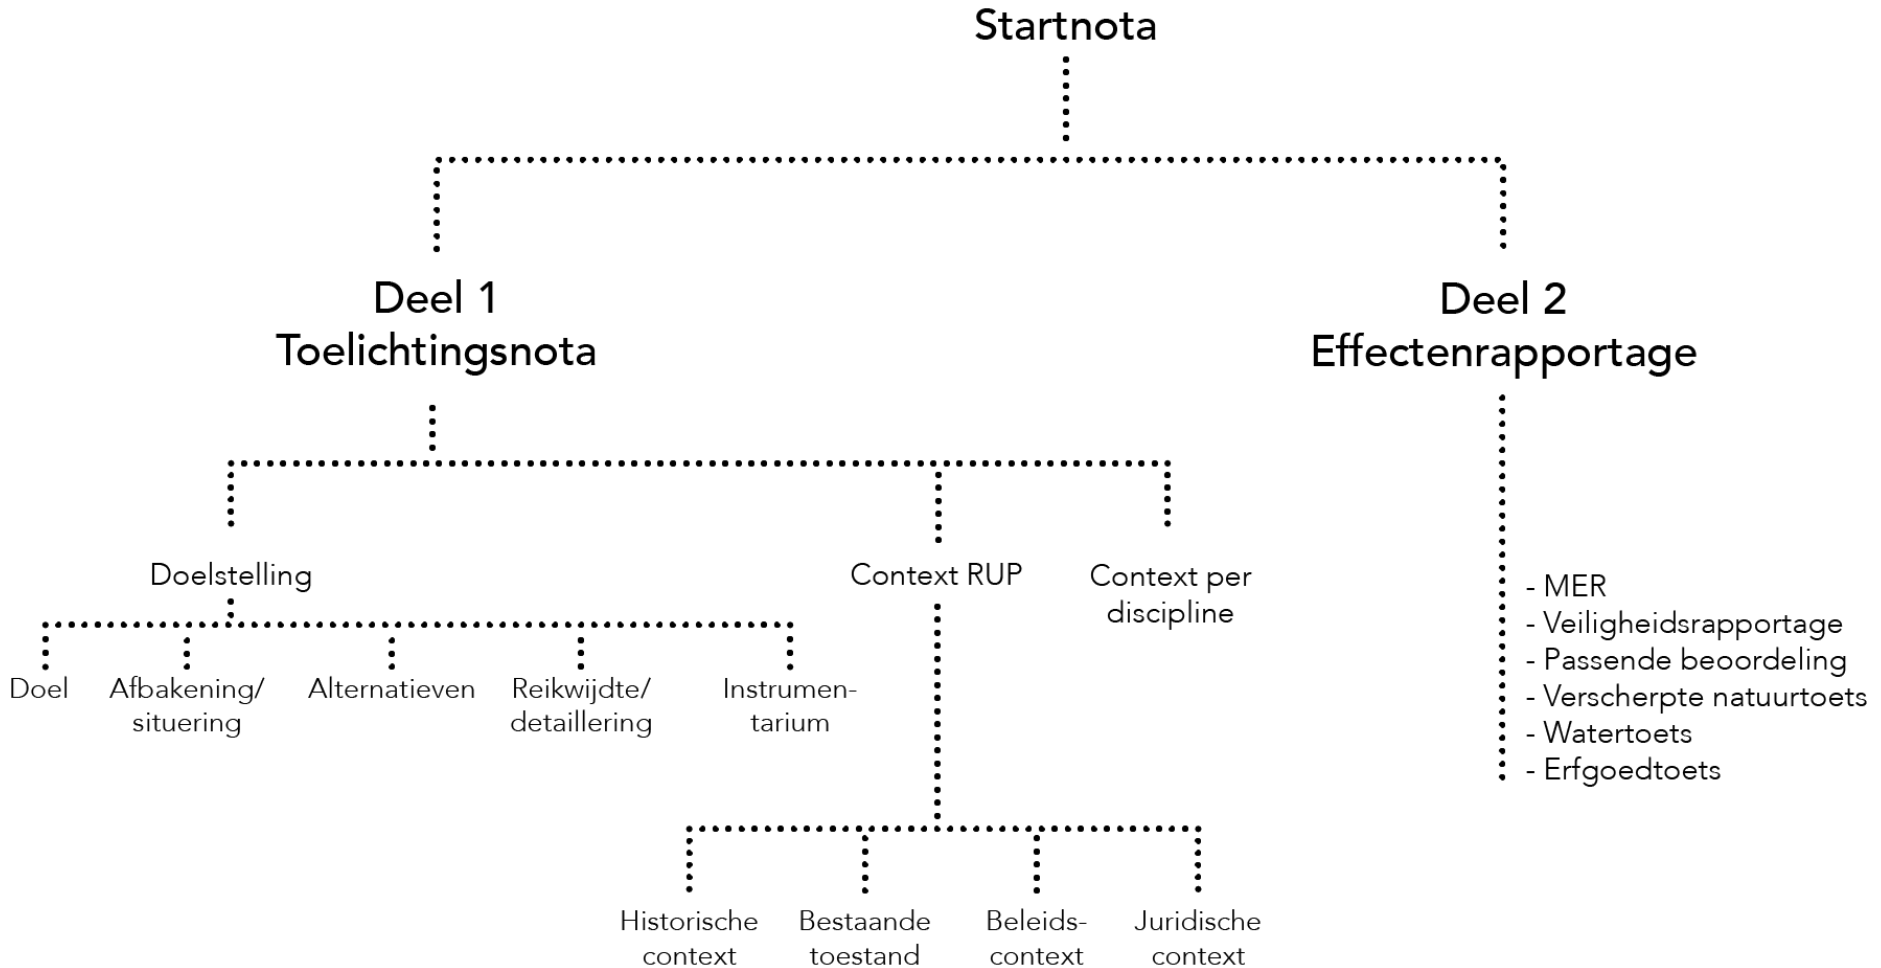 Startnota
Deel 1
Toelichtingsnota
Deel 2
Effectenrapportage
Doelstelling
Context RUP
Context per
discipline
Doel
Afbakening/
situering
Alternatieven
Reikwijdte/
detaillering
Instrumen-
tarium
- MER
- Veiligheidsrapportage
- Passende beoordeling
- Verscherpte natuurtoets
- Watertoets
- Erfgoedtoets
Historische
context
Bestaande
toestand
Beleids-
context
Juridische
context